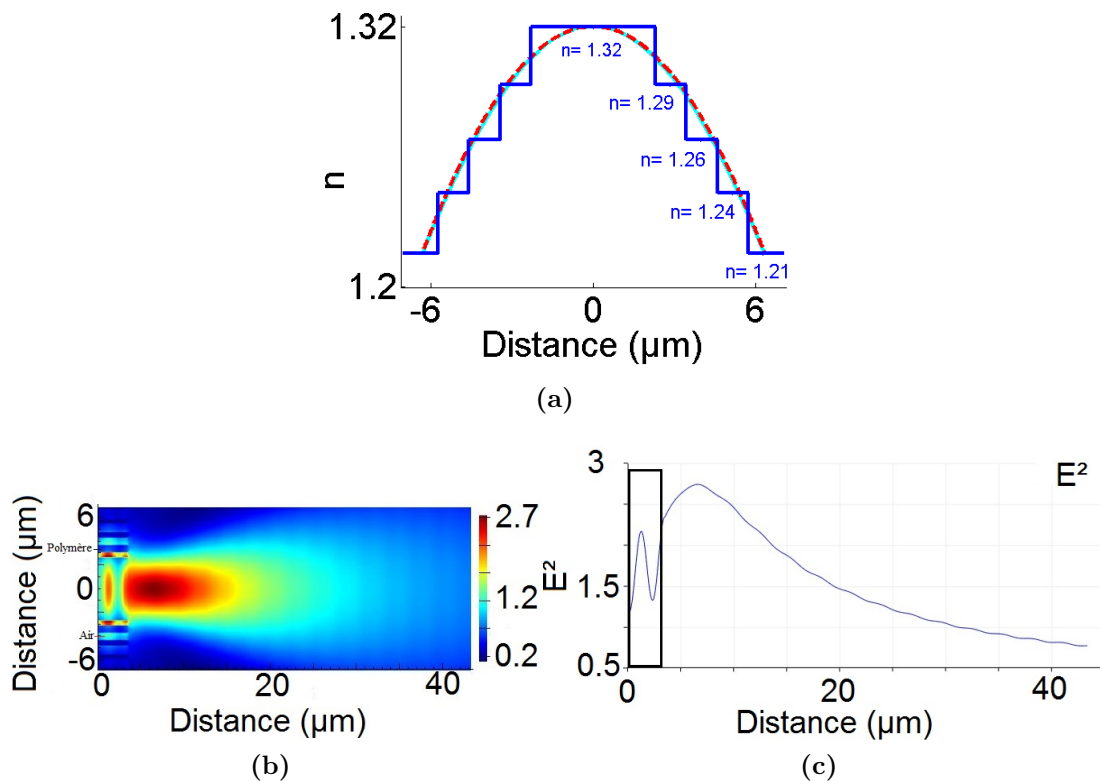 1.32
n= 1.32
n= 1.29
n
n= 1.26
n= 1.24
n= 1.21
1.2
-6 0 6
Distance (µm)
(a)
Distance (µm)
6
Polymère
0
Air
-6
0 20 40
Distance (µm)
2.7
E²
1.2
0.2
(b)
3
E²
E²
1.5
0.5
0 20 40
Distance (µm)
(c)